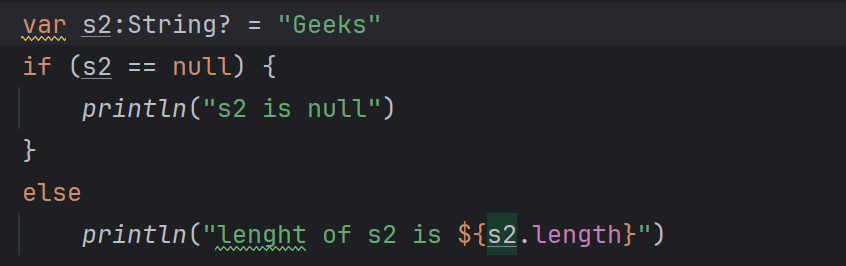 var s2:String? = "Geeks"
if (s2 == null) {
    println("s2 is null")
}
else
    println("lenght of s2 is ${s2.length}")